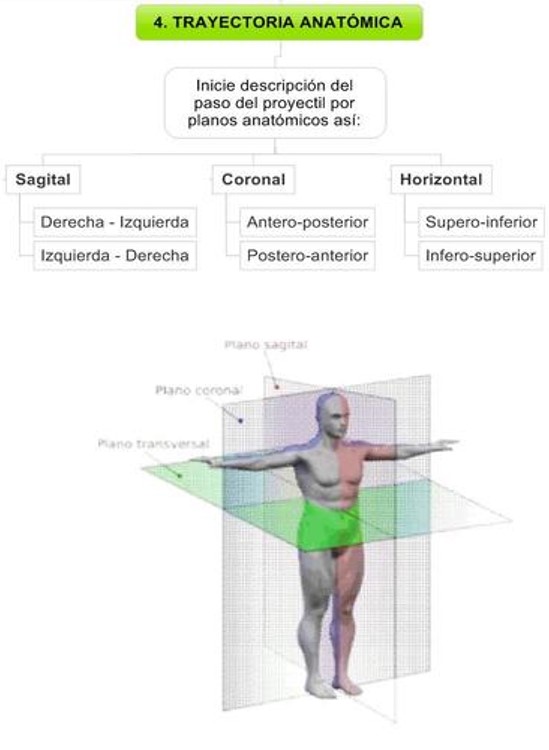 4. TRAYECTORIA ANATÓMICA
Inicie descripción del
paso del proyectil por
planos anatómicos así:
Sagital
Coronal
Horizontal
Derecha - Izquierda
Antero-posterior
Supero-inferior
Izquierda - Derecha
Postero-anterior
Infero-superior
Plano sagital
Plano coronal
Plano transversal